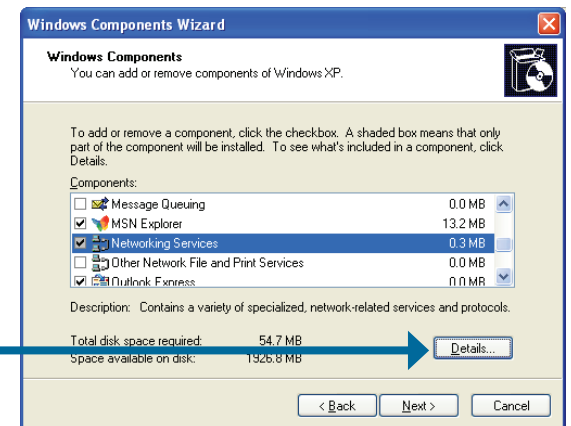 Windows Components Wizard
Windows Components
You can add or remove components of Windows XP.
To add or remove a component, click the checkbox. A shaded box means that only
part of the component will be installed. To see what's included in a component, click
Details.
Components:
Message Queuing 0.0 MB
MSN Explorer 13.2 MB
Networking Services 0.3 MB
Other Network File and Print Services 0.0 MB
Outlook Express 0.0 MB
Description: Contains a variety of specialized, network-related services and protocols.
Total disk space required: 54.7 MB
Space available on disk: 1926.8 MB
Details...
< Back Next > Cancel